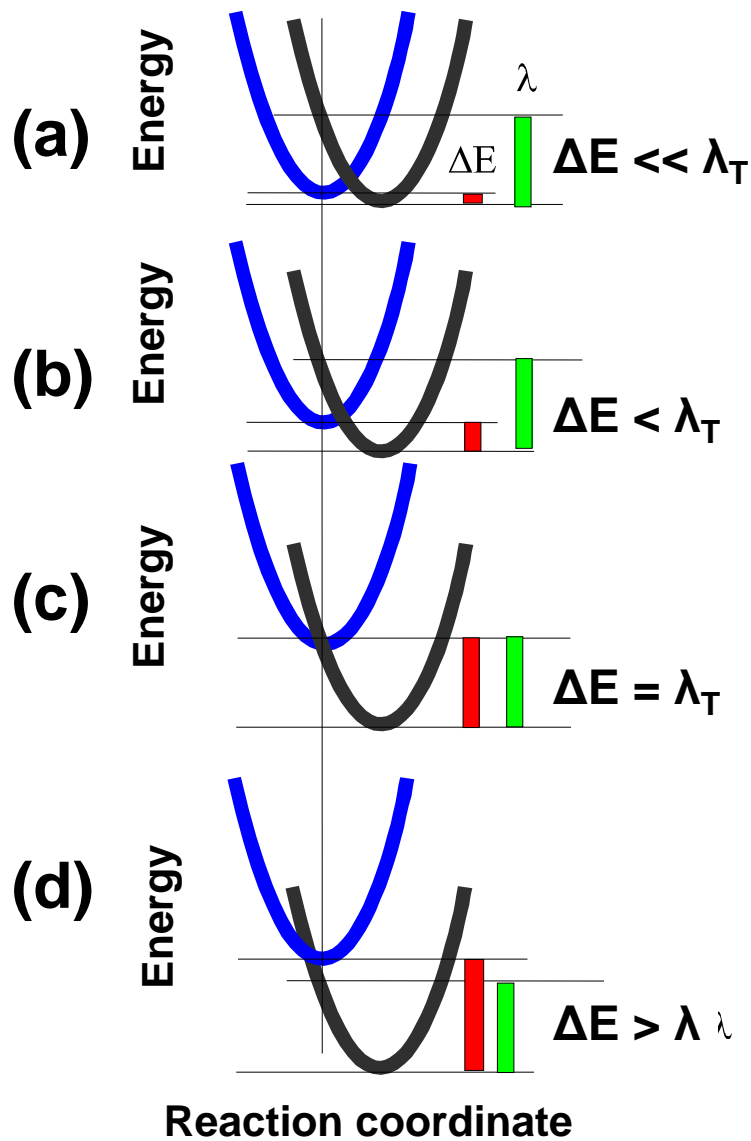 Energy
λ
(a)
ΔE
ΔE << λT
Energy
(b)
ΔE < λT
Energy
(c)
ΔE = λT
Energy
(d)
ΔE > λ λ
Reaction coordinate